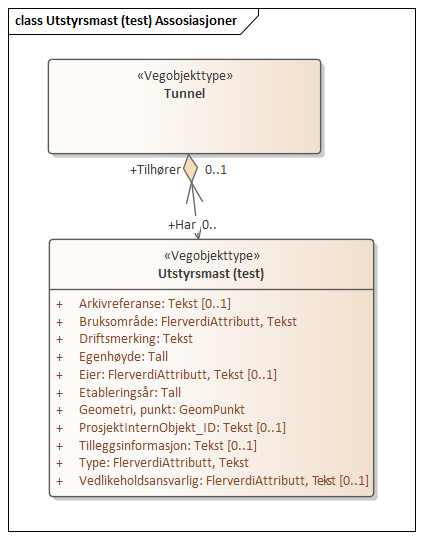 class Utstyrsmast (test) Assosiasjoner
«Vegobjekttype»
Tunnel
+Tilhører 0..1
+Har 0..
«Vegobjekttype»
Utstyrsmast (test)
+ Arkivreferanse: Tekst [0..1]
+ Bruksområde: FlerverdiAttributt, Tekst
+ Driftsmerking: Tekst
+ Egenhøyde: Tall
+ Eier: FlerverdiAttributt, Tekst [0..1]
+ Etableringsår: Tall
+ Geometri, punkt: GeomPunkt
+ ProsjektInternObjekt_ID: Tekst [0..1]
+ Tilleggsinformasjon: Tekst [0..1]
+ Type: FlerverdiAttributt, Tekst
+ Vedlikeholdsansvarlig: FlerverdiAttributt, Tekst [0..1]